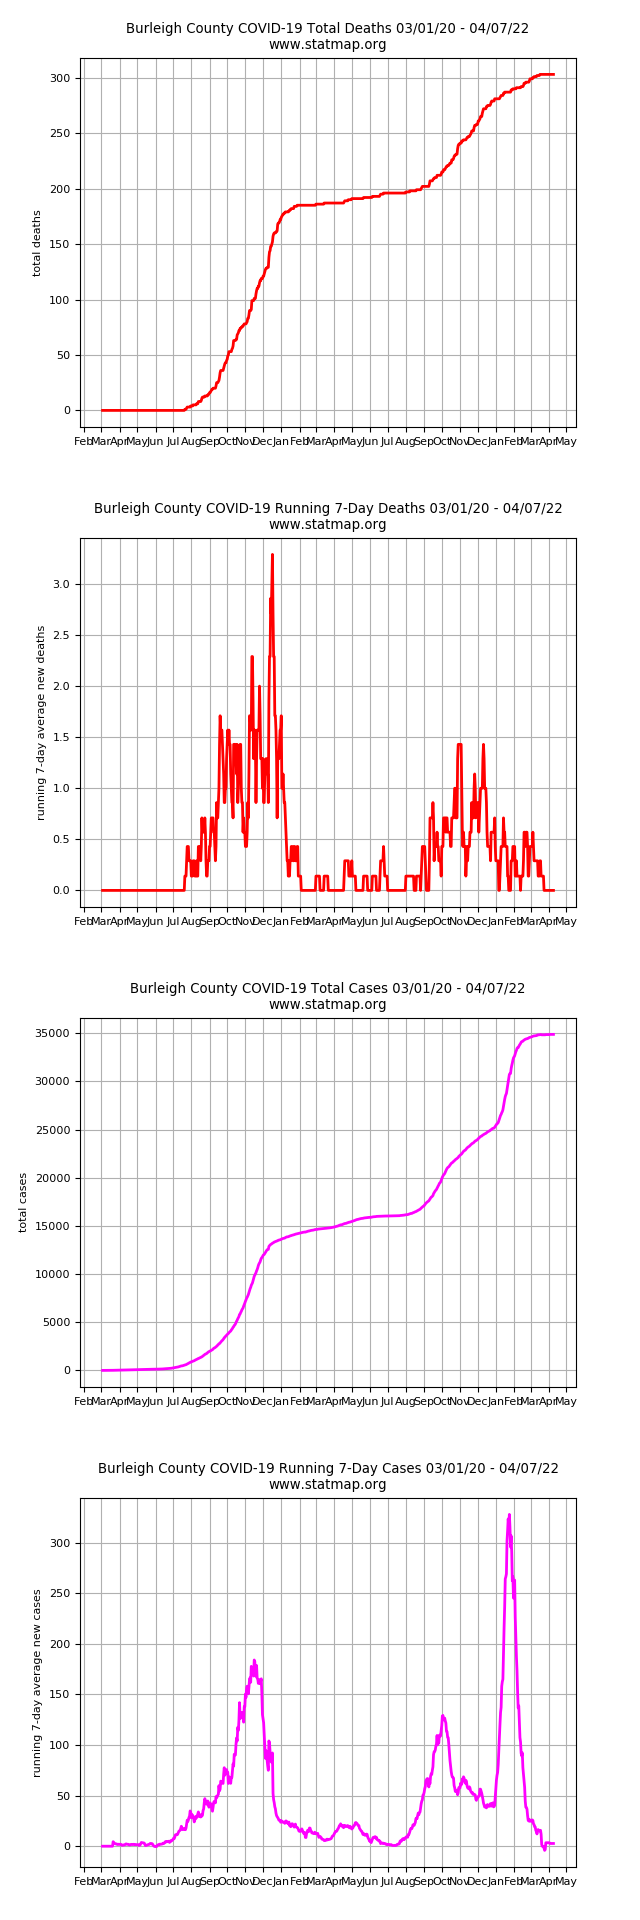 Burleigh County COVID-19 Total Deaths 03/01/20 - 04/07/22
www.statmap.org
total deaths
300
250
200
150
100
50
0
Feb Mar Apr May Jun Jul Aug Sep Oct Nov Dec Jan Feb Mar Apr May Jun Jul Aug Sep Oct Nov Dec Jan Feb Mar Apr May
Burleigh County COVID-19 Running 7-Day Deaths 03/01/20 - 04/07/22
www.statmap.org
running 7-day average new deaths
3.0
2.5
2.0
1.5
1.0
0.5
0.0
Feb Mar Apr May Jun Jul Aug Sep Oct Nov Dec Jan Feb Mar Apr May Jun Jul Aug Sep Oct Nov Dec Jan Feb Mar Apr May
Burleigh County COVID-19 Total Cases 03/01/20 - 04/07/22
www.statmap.org
total cases
35000
30000
25000
20000
15000
10000
5000
0
Feb Mar Apr May Jun Jul Aug Sep Oct Nov Dec Jan Feb Mar Apr May Jun Jul Aug Sep Oct Nov Dec Jan Feb Mar Apr May
Burleigh County COVID-19 Running 7-Day Cases 03/01/20 - 04/07/22
www.statmap.org
running 7-day average new cases
300
250
200
150
100
50
0
Feb Mar Apr May Jun Jul Aug Sep Oct Nov Dec Jan Feb Mar Apr May Jun Jul Aug Sep Oct Nov Dec Jan Feb Mar Apr May